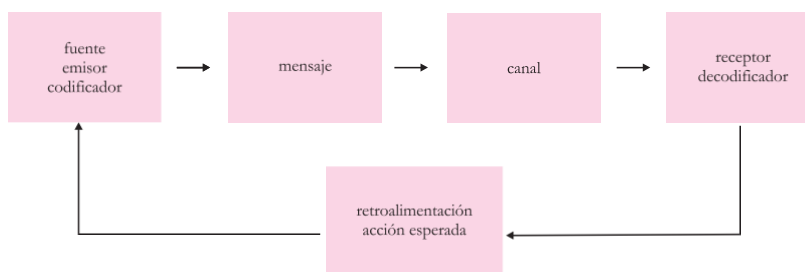 fuente
emisor
codificador
mensaje
canal
receptor
decodificador
retroalimentación
acción esperada